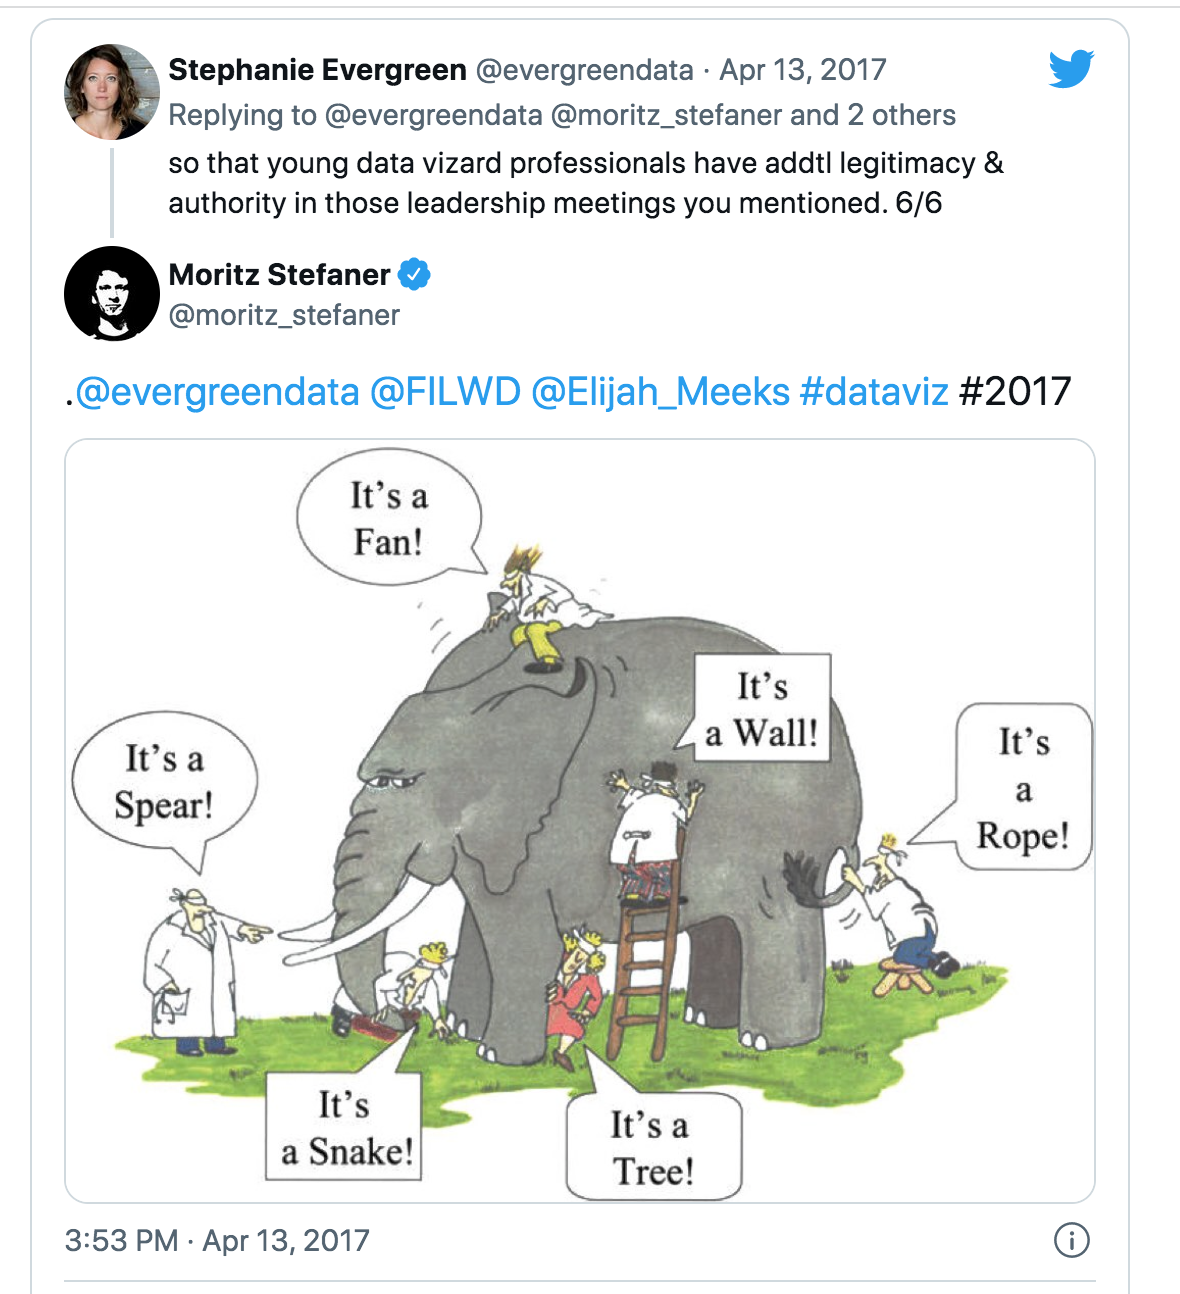 Stephanie Evergreen @evergreendata · Apr 13, 2017
Replying to @evergreendata @moritz_stefaner and 2 others
so that young data vizard professionals have addtl legitimacy &
authority in those leadership meetings you mentioned. 6/6
Moritz Stefaner
@moritz_stefaner
.@evergreendata @FILWD @Elijah_Meeks #dataviz #2017
It's a
Fan!
It's
a Wall!
It's
a
Rope!
It's a
Spear!
It's
a Snake!
It's a
Tree!
3:53 PM · Apr 13, 2017